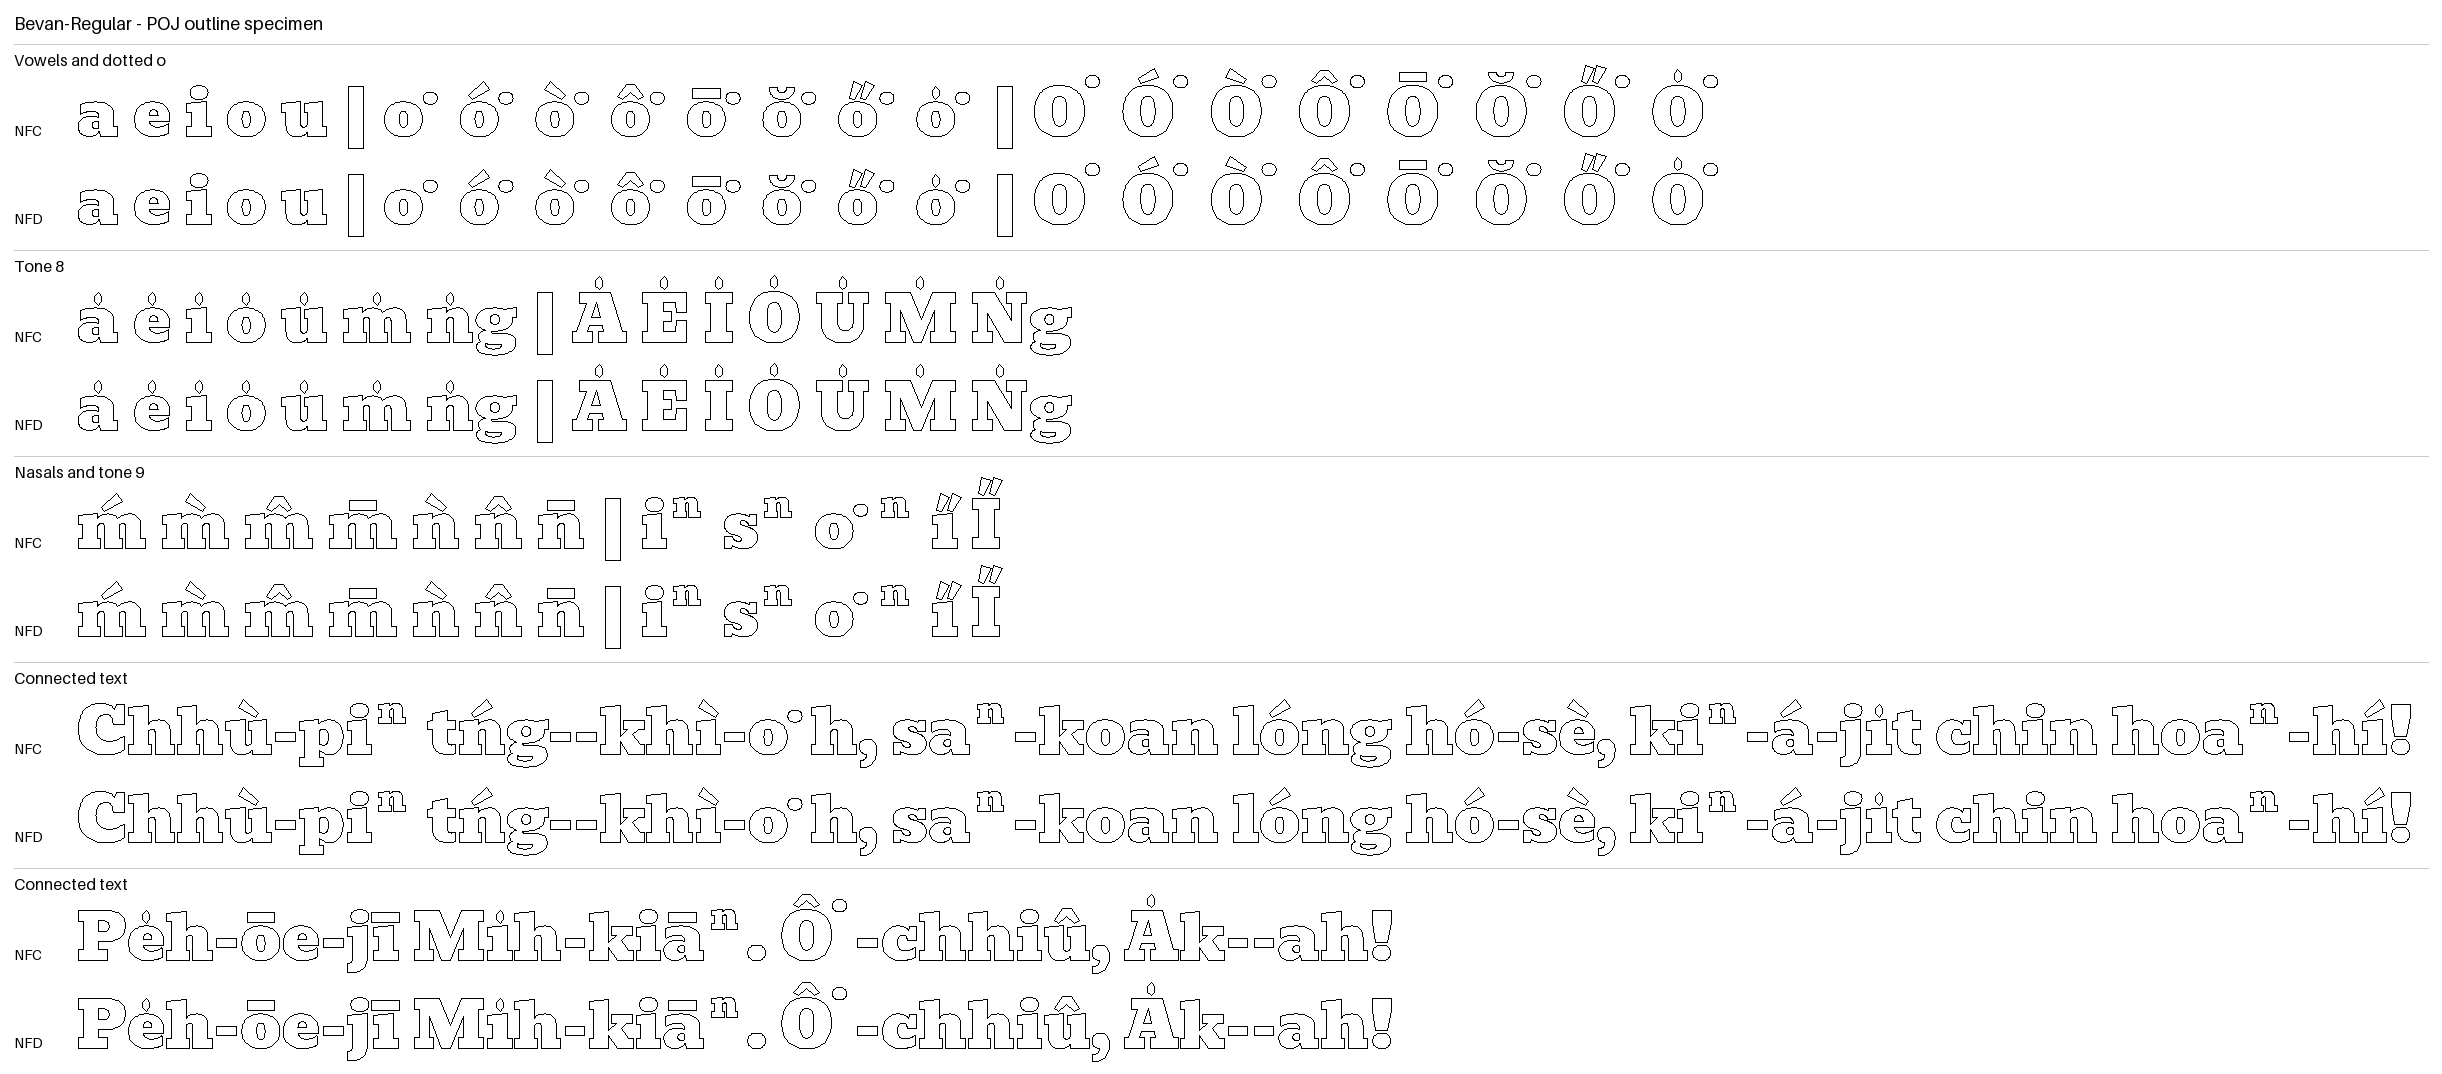 Bevan-Regular - POJ outline specimen
Vowels and dotted o
NFC a e i o u | o͘ ó͘ ò͘ ô͘ ō͘ ŏ͘ ő͘ o̍͘ | O͘ Ó͘ Ò͘ Ô͘ Ō͘ Ŏ͘ Ő͘ O̍͘
NFD a e i o u | o͘ ó͘ ò͘ ô͘ ō͘ ŏ͘ ő͘ o̍͘ | O͘ Ó͘ Ò͘ Ô͘ Ō͘ Ŏ͘ Ő͘ O̍͘
Tone 8
NFC a̍ e̍ i̍ o̍ u̍ m̍ n̍g | A̍ E̍ I̍ O̍ U̍ M̍ N̍g
NFD a̍ e̍ i̍ o̍ u̍ m̍ n̍g | A̍ E̍ I̍ O̍ U̍ M̍ N̍g
Nasals and tone 9
NFC ḿ m̀ m̂ m̄ ǹ n̂ n̄ | iⁿ sⁿ o͘ⁿ i̋ I̋
NFD ḿ m̀ m̂ m̄ ǹ n̂ n̄ | iⁿ sⁿ o͘ⁿ i̋ I̋
Connected text
NFC Chhù-piⁿ tńg--khì-o͘h, saⁿ-koan lóng hó-sè, kiⁿ-á-ji̍t chin hoaⁿ-hí!
NFD Chhù-piⁿ tńg--khì-o͘h, saⁿ-koan lóng hó-sè, kiⁿ-á-ji̍t chin hoaⁿ-hí!
Connected text
NFC Pe̍h-ōe-jī Mi̍h-kiāⁿ. Ô͘-chhiû, A̍k--ah!
NFD Pe̍h-ōe-jī Mi̍h-kiāⁿ. Ô͘-chhiû, A̍k--ah!